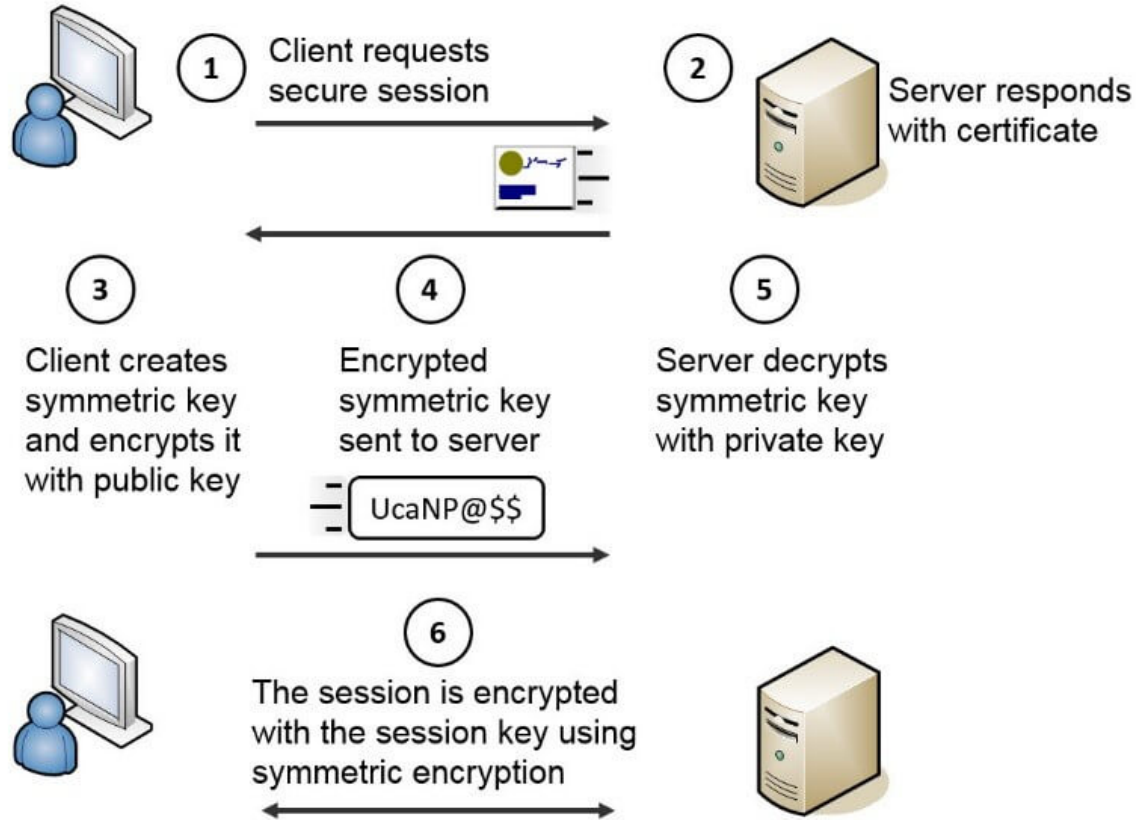 1
Client requests
secure session
2
Server responds
with certificate
3
Client creates
symmetric key
and encrypts it
with public key
4
Encrypted
symmetric key
sent to server
UcaNP@$$
5
Server decrypts
symmetric key
with private key
6
The session is encrypted
with the session key using
symmetric encryption